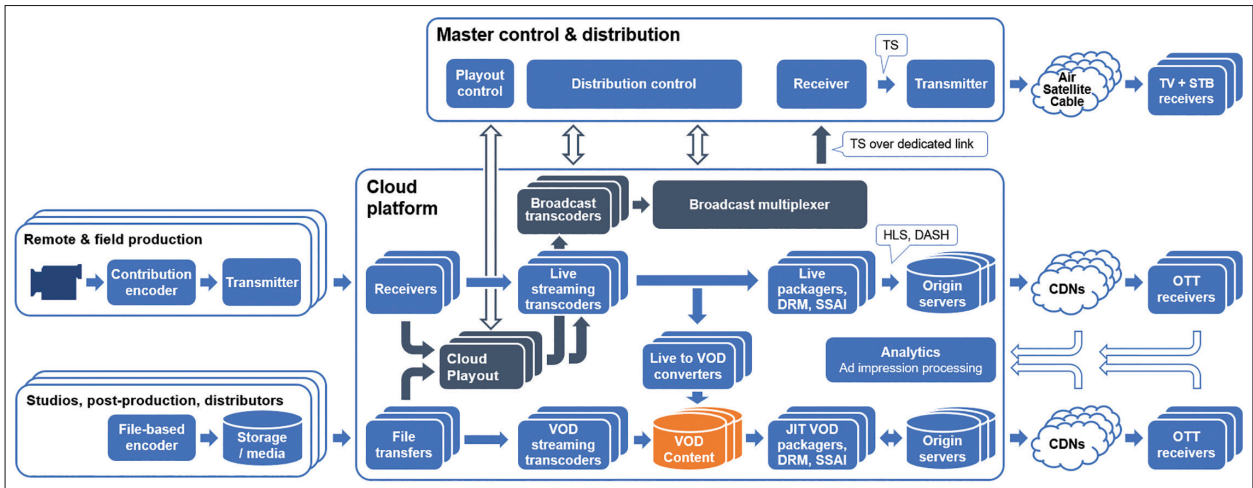 Master control & distribution
TS
Playout
control
Distribution control
Receiver
Transmitter
Air
Satellite
Cable
TV + STB
receivers
TS over dedicated link
Cloud
platform
Broadcast
transcoders
Broadcast multiplexer
HLS, DASH
Remote & field production
Contribution
encoder
Transmitter
Receivers
Live
streaming
transcoders
Live
packagers,
DRM, SSAI
Origin
servers
CDNs
OTT
receivers
Cloud
Playout
Live to VOD
converters
Analytics
Ad impression processing
Studios, post-production, distributors
File-based
encoder
Storage
/ media
File
transfers
VOD
streaming
transcoders
VOD
Content
JIT VOD
packagers,
DRM, SSAI
Origin
servers
CDNs
OTT
receivers